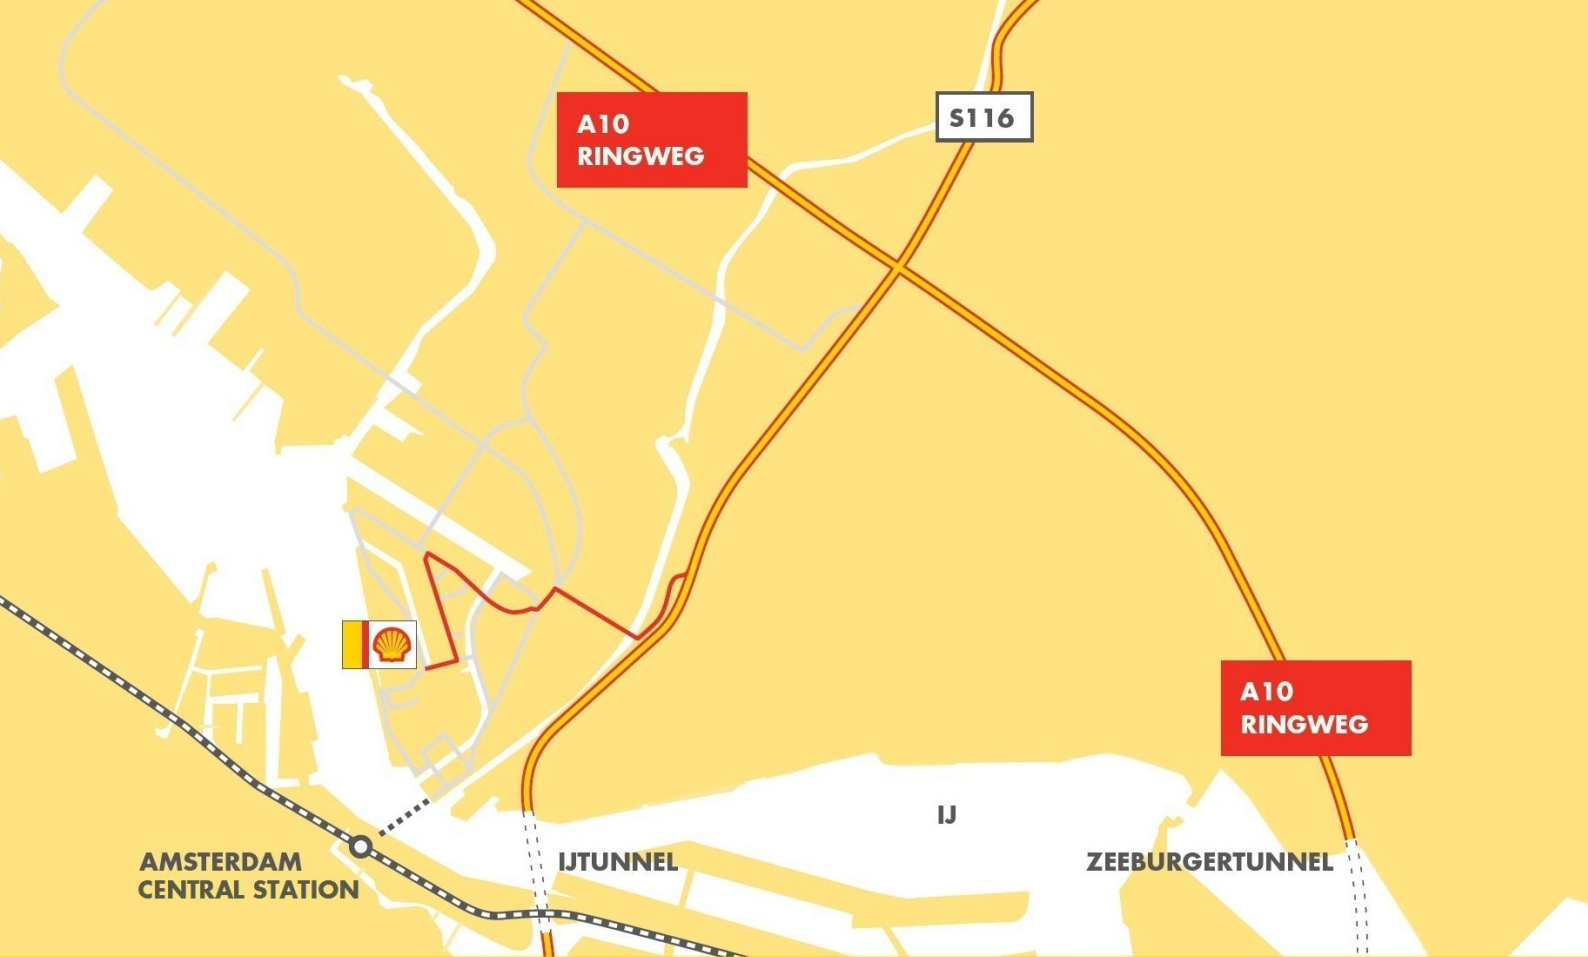 A10
RINGWEG
S116
A10
RINGWEG
IJ
AMSTERDAM
CENTRAL STATION
IJTUNNEL
ZEEBURGERTUNNEL